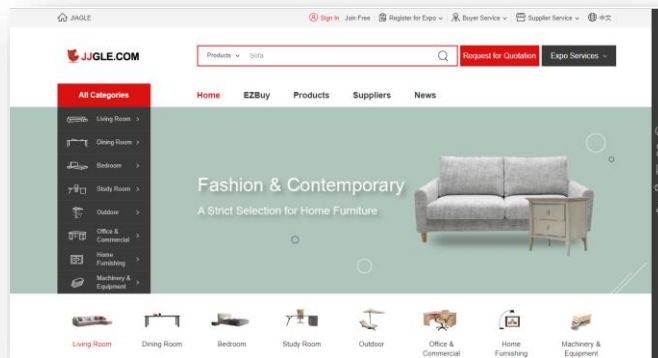 JIAGLE
Sign In Join Free Register for Expo Buyer Service Supplier Service 中文
JJGLE.COM
Products Sofa
Request for Quotation
Expo Services
All Categories
Home EZBuy Products Suppliers News
Living Room
Dining Room
Bedroom
Study Room
Outdoor
Office &
Commercial
Home
Furnishing
Machinery &
Equipment
Fashion & Contemporary
A Strict Selection for Home Furniture
Living Room
Dining Room
Bedroom
Study Room
Outdoor
Office &
Commercial
Home
Furnishing
Machinery &
Equipment